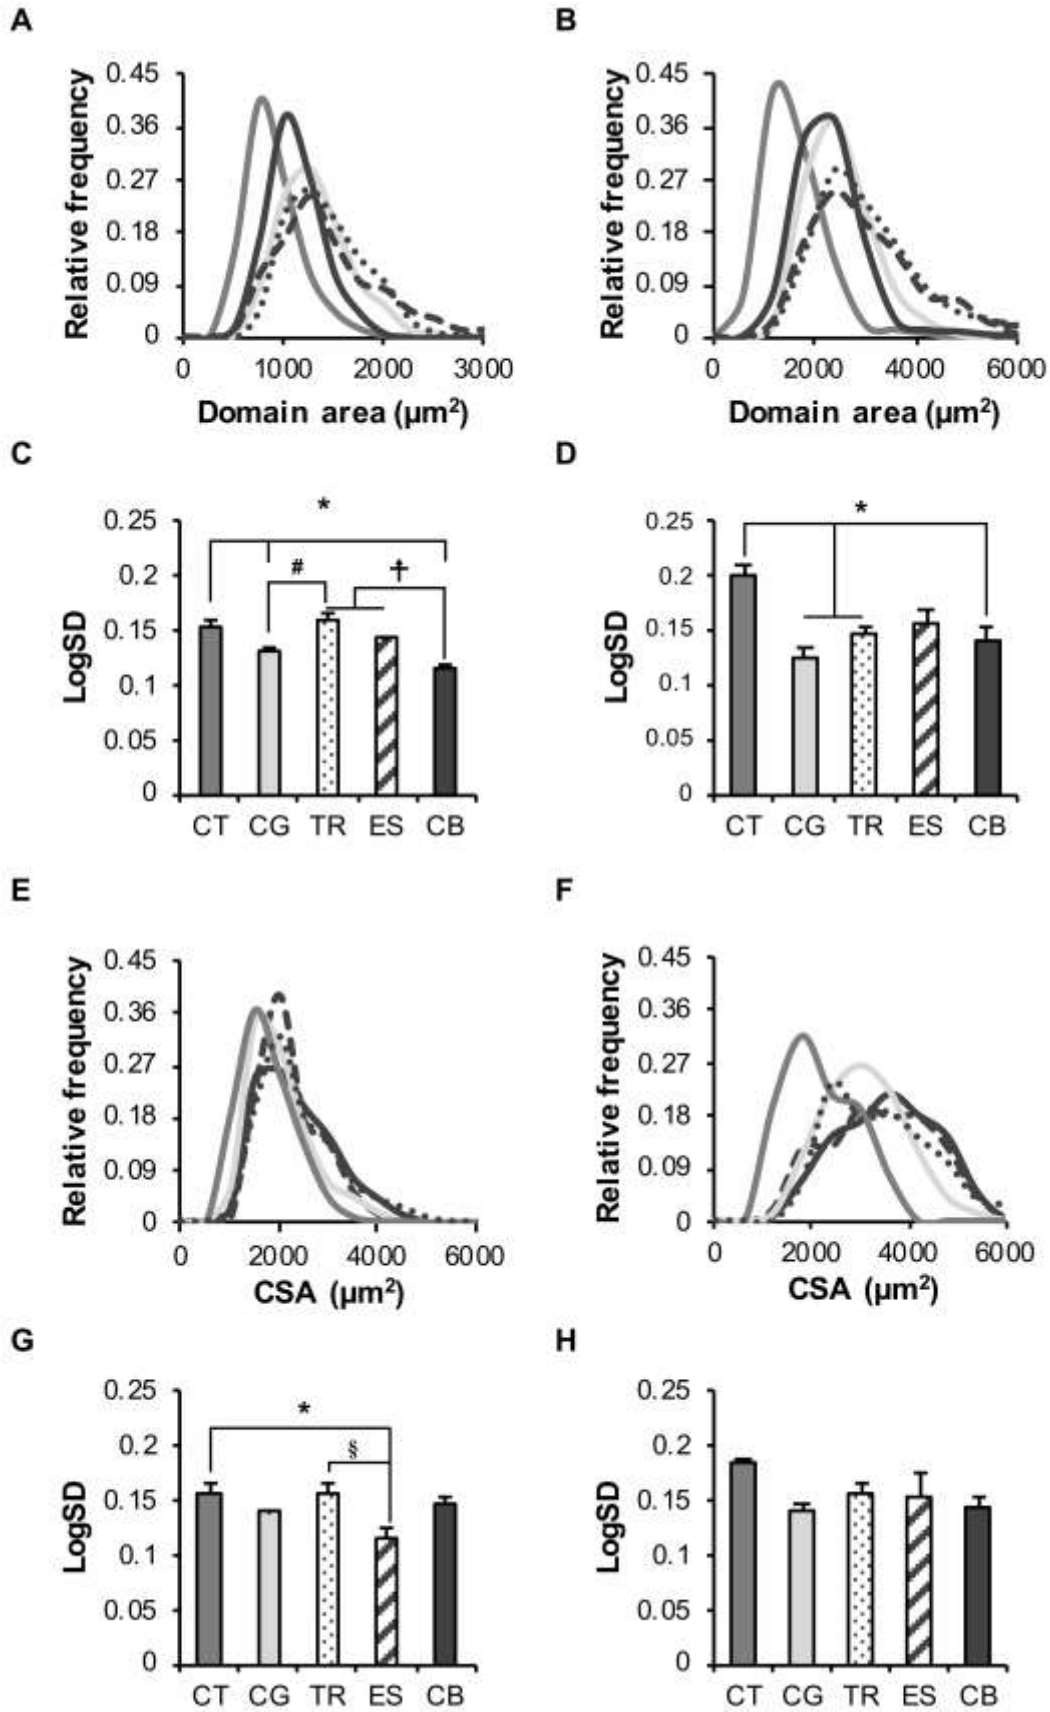 A
Relative frequency
0.45
0.36
0.27
0.18
0.09
0
0 1000 2000 3000
Domain area (µm²)
B
Relative frequency
0.45
0.36
0.27
0.18
0.09
0
0 2000 4000 6000
Domain area (µm²)
C
LogSD
0.25
0.2
0.15
0.1
0.05
0
*
#
†
CT CG TR ES CB
D
LogSD
0.25
0.2
0.15
0.1
0.05
0
*
CT CG TR ES CB
E
Relative frequency
0.45
0.36
0.27
0.18
0.09
0
0 2000 4000 6000
CSA (µm²)
F
Relative frequency
0.45
0.36
0.27
0.18
0.09
0
0 2000 4000 6000
CSA (µm²)
G
LogSD
0.25
0.2
0.15
0.1
0.05
0
*
§
CT CG TR ES CB
H
LogSD
0.25
0.2
0.15
0.1
0.05
0
CT CG TR ES CB